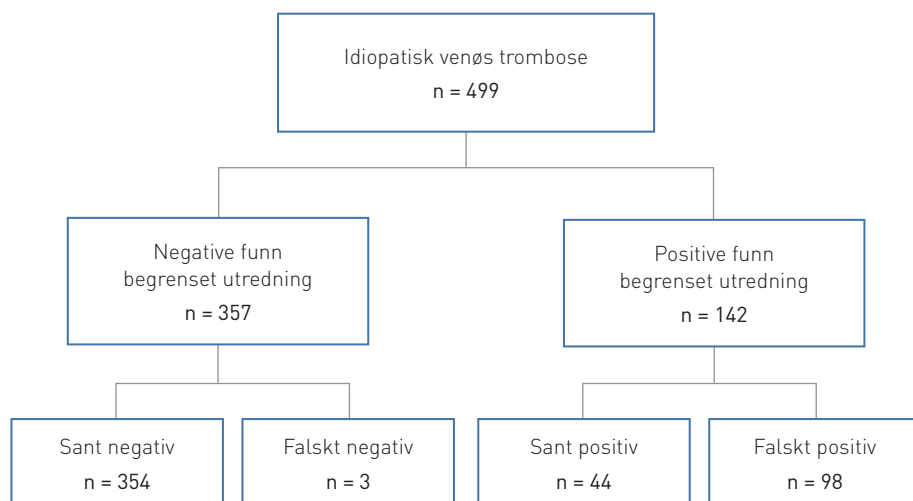 Idiopatisk venøs trombose
n = 499
Negative funn
begrenset utredning
n = 357
Positive funn
begrenset utredning
n = 142
Sant negativ
n = 354
Falskt negativ
n = 3
Sant positiv
n = 44
Falskt positiv
n = 98